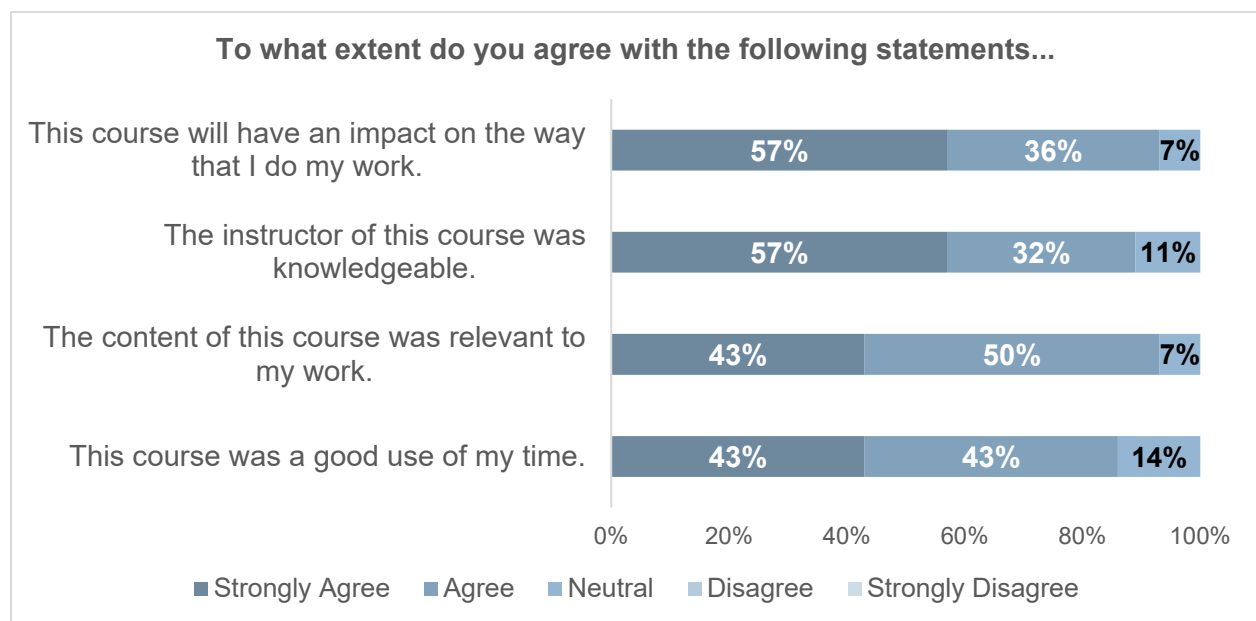 To what extent do you agree with the following statements...
This course will have an impact on the way
that I do my work.
57% 36% 7%
The instructor of this course was
knowledgeable.
57% 32% 11%
The content of this course was relevant to
my work.
43% 50% 7%
This course was a good use of my time.
43% 43% 14%
0% 20% 40% 60% 80% 100%
Strongly Agree Agree Neutral Disagree Strongly Disagree